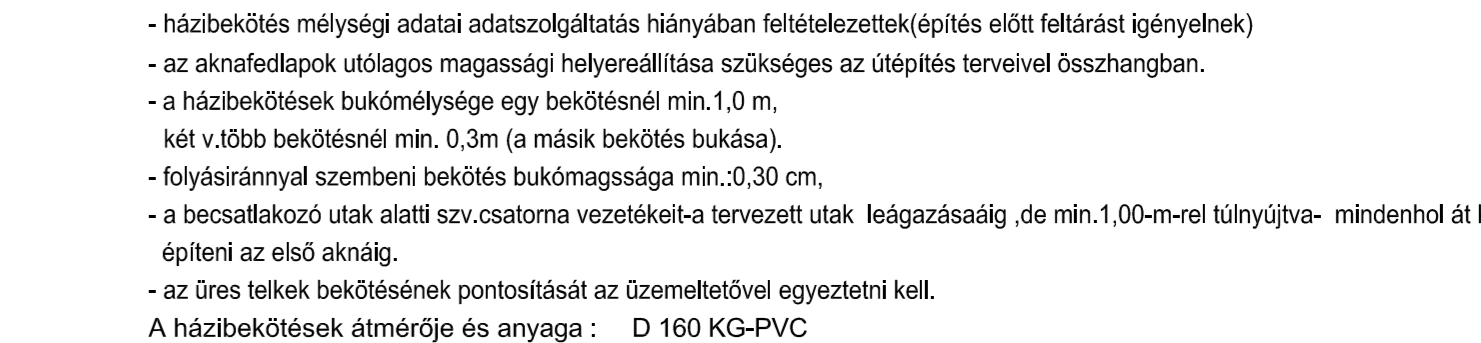 - házibekötés mélységi adatai adatszolgáltatás hiányában feltételezettek(építés előtt feltárást igényelnek)
- az aknafedlapok utólagos magassági helyereállítása szükséges az útépítés terveivel összhangban.
- a házibekötések bukómélysége egy bekötésnél min.1,0 m,
két v.több bekötésnél min. 0,3m (a másik bekötés bukása).
- folyásiránnyal szembeni bekötés bukómagssága min.:0,30 cm,
- a becsatlakozó utak alatti szv.csatorna vezetékeit-a tervezett utak leágazásaáig ,de min.1,00-m-rel túlnyújtva- mindenhol át
építeni az első aknáig.
- az üres telkek bekötésének pontosítását az üzemeltetővel egyeztetni kell.
A házibekötések átmérője és anyaga : D 160 KG-PVC